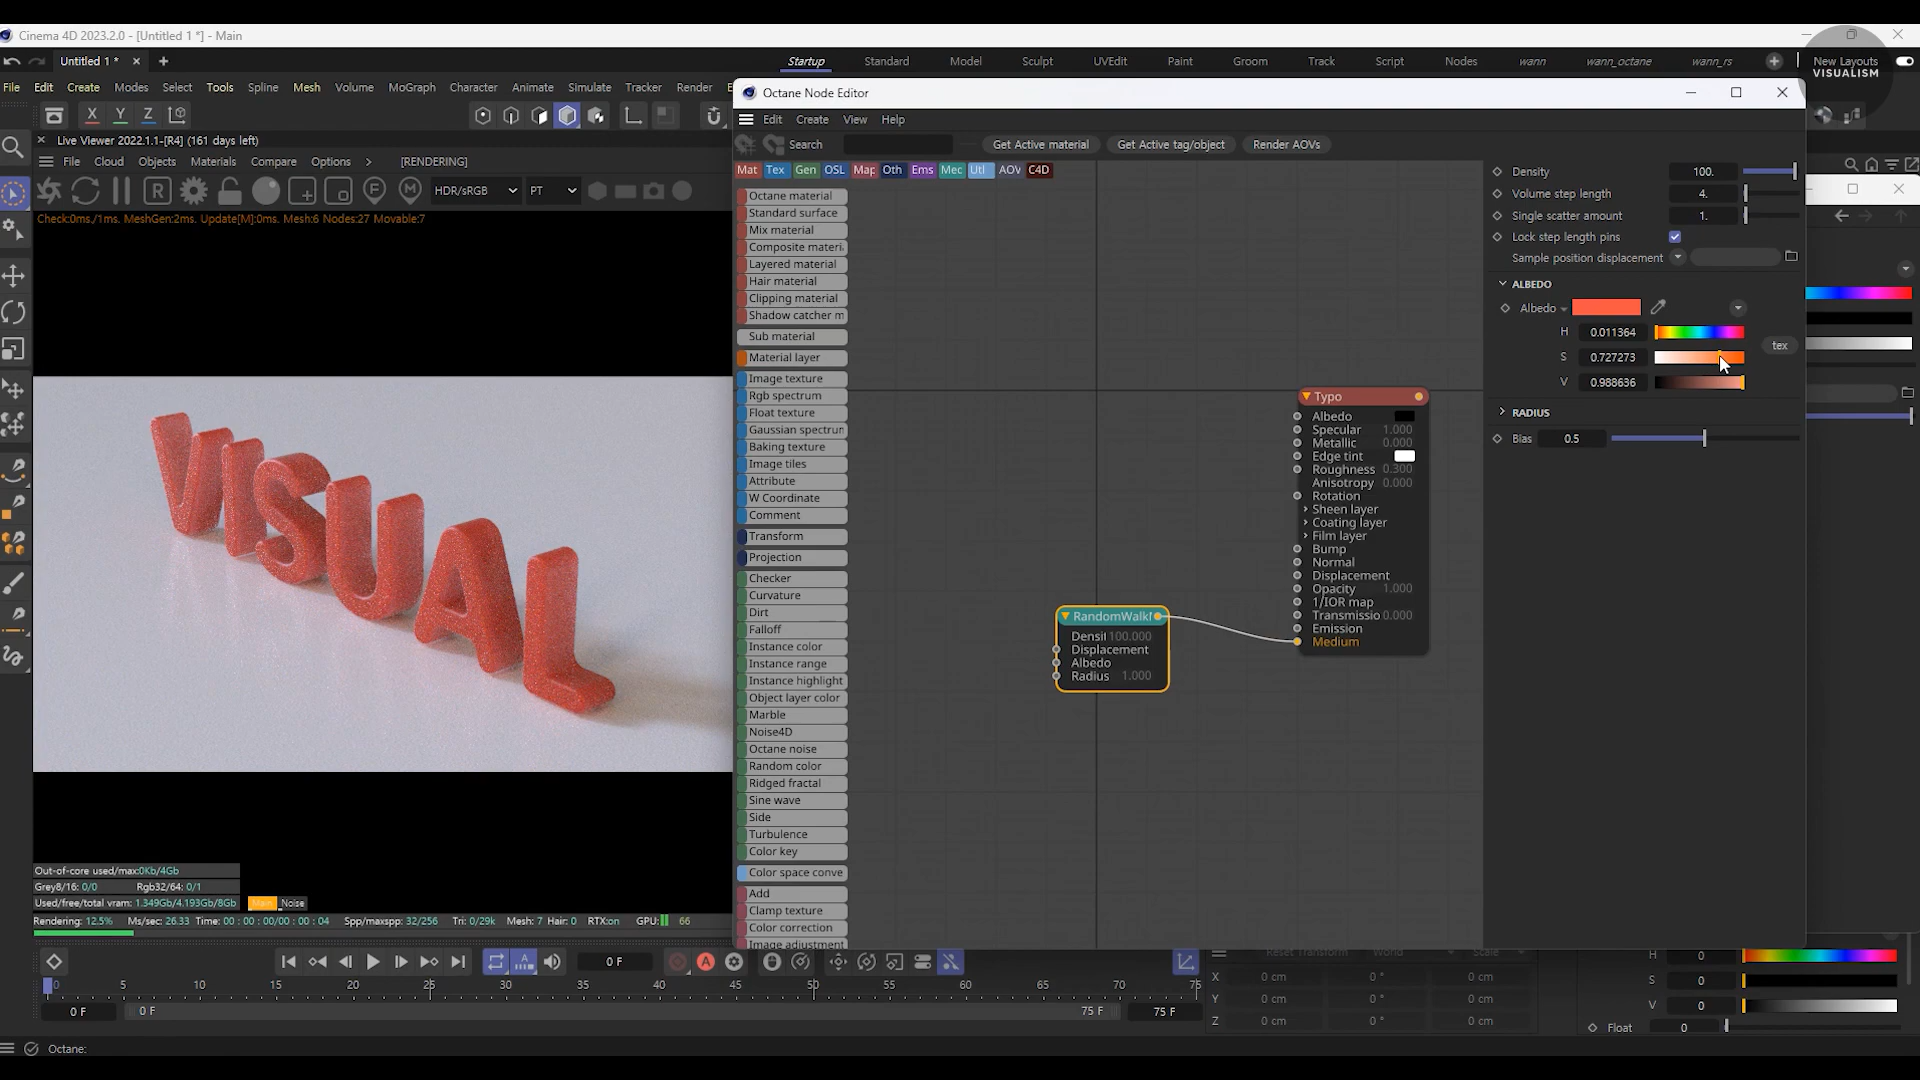 Cinema 4D 2023.2.0 - [Untitled 1 *] - Main
Untitled 1 *
Startup Standard Model Sculpt UVEdit Paint Groom Track Script Nodes wann wann_octane wann_rs New Layouts
VISUALISM
File Edit Create Modes Select Tools Spline Mesh Volume MoGraph Character Animate Simulate Tracker Render
X Y Z
Live Viewer 2022.1.1-[R4] (161 days left)
File Cloud Objects Materials Compare Options > [RENDERING]
HDR/sRGB PT
Check:0ms./1ms. MeshGen:2ms. Update[M]:0ms. Mesh:6 Nodes:27 Movable:7
VISUAL
Out-of-core used/max:0Kb/4Gb
Grey8/16: 0/0 Rgb32/64: 0/1
Used/free/total vram: 1.349Gb/4.193Gb/8Gb Main Noise
Rendering: 12.5% Ms/sec: 26.33 Time: 00 : 00 : 00/00 : 00 : 04 Spp/maxspp: 32/256 Tri: 0/29k Mesh: 7 Hair: 0 RTX:on GPU: 66
Octane Node Editor
Edit Create View Help
Search Get Active material Get Active tag/object Render AOVs
Mat Tex Gen OSL Map Oth Ems Mec Utl AOV C4D
Octane material
Standard surface
Mix material
Composite materi
Layered material
Hair material
Clipping material
Shadow catcher m
Sub material
Material layer
Image texture
Rgb spectrum
Float texture
Gaussian spectrum
Baking texture
Image tiles
Attribute
W Coordinate
Comment
Transform
Projection
Checker
Curvature
Dirt
Falloff
Instance color
Instance range
Instance highlight
Object layer color
Marble
Noise4D
Octane noise
Random color
Ridged fractal
Sine wave
Side
Turbulence
Color key
Color space conve
Add
Clamp texture
Color correction
Image adjustment
RandomWalkM
Densit 100.000
Displacement
Albedo
Radius 1.000
Typo
Albedo
Specular 1.000
Metallic 0.000
Edge tint
Roughness 0.300
Anisotropy 0.000
Rotation
Sheen layer
Coating layer
Film layer
Bump
Normal
Displacement
Opacity 1.000
1/IOR map
Transmissio 0.000
Emission
Medium
Density 100.
Volume step length 4.
Single scatter amount 1.
Lock step length pins
Sample position displacement
ALBEDO
Albedo
H 0.011364
tex
S 0.727273
V 0.988636
RADIUS
Bias 0.5
0 F
0 5 10 15 20 25 30 35 40 45 50 55 60 65 70 75
0 F 0 F 75 F 75 F
Reset Transform World Scale
X 0 cm 0 ° 0 cm
Y 0 cm 0 ° 0 cm
Z 0 cm 0 ° 0 cm
H 0
S 0
V 0
Float 0
Octane: